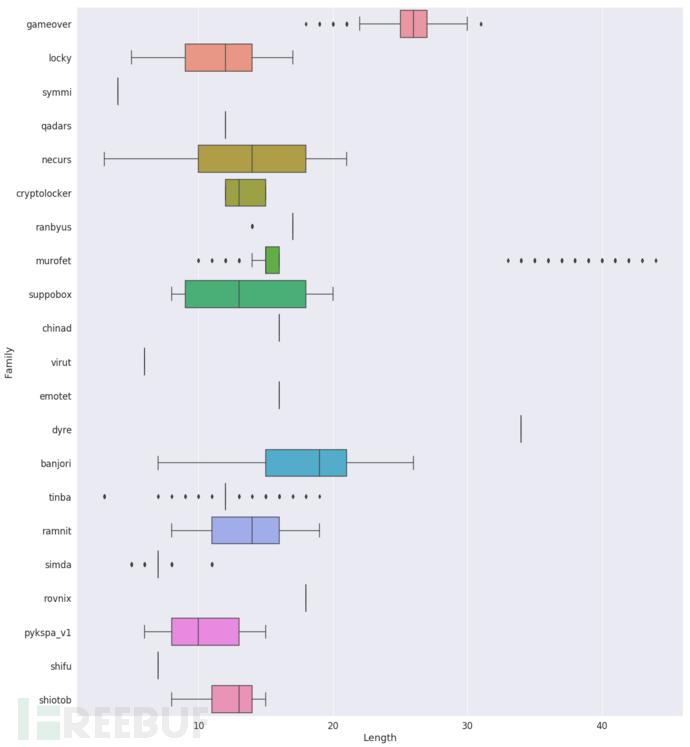 gameover
locky
symmi
qadars
necurs
cryptolocker
ranbyus
murofet
suppobox
chinad
virut
emotet
dyre
banjori
tinba
ramnit
simda
rovnix
pykspa_v1
shifu
shiotob
Family
10 20 30 40
Length
FREEBUF